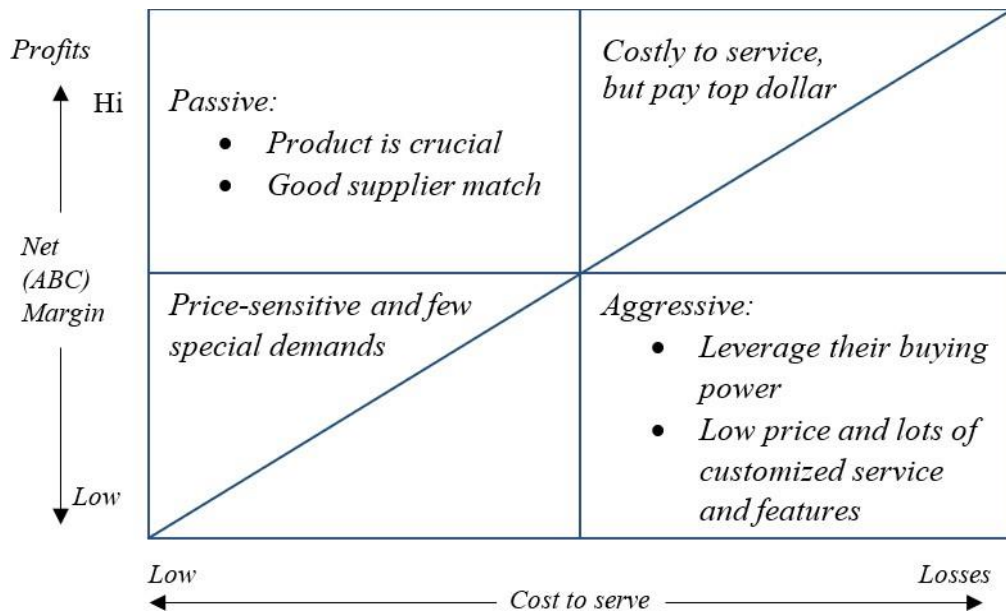 Profits
Hi
Net
(ABC)
Margin
Low
Passive:
• Product is crucial
• Good supplier match
Costly to service,
but pay top dollar
Price-sensitive and few
special demands
Aggressive:
• Leverage their buying
power
• Low price and lots of
customized service
and features
Low
Cost to serve
Losses